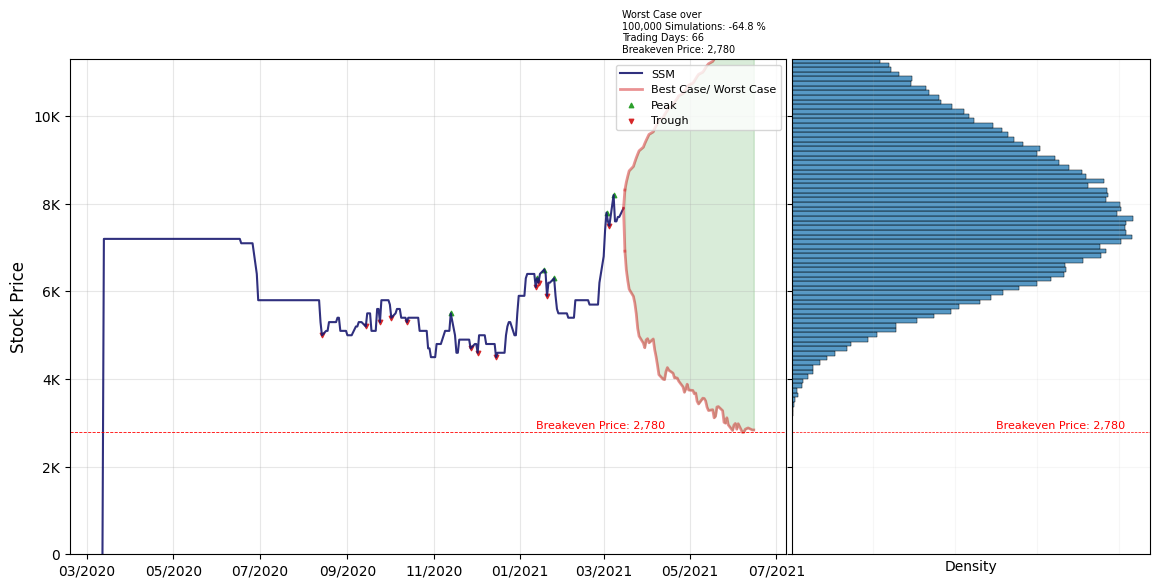 Worst Case over
100,000 Simulations: -64.8 %
Trading Days: 66
Breakeven Price: 2,780
SSM
Best Case/ Worst Case
Peak
Trough
Stock Price
10K
8K
6K
4K
2K
0
Breakeven Price: 2,780
Breakeven Price: 2,780
03/2020 05/2020 07/2020 09/2020 11/2020 01/2021 03/2021 05/2021 07/2021
Density